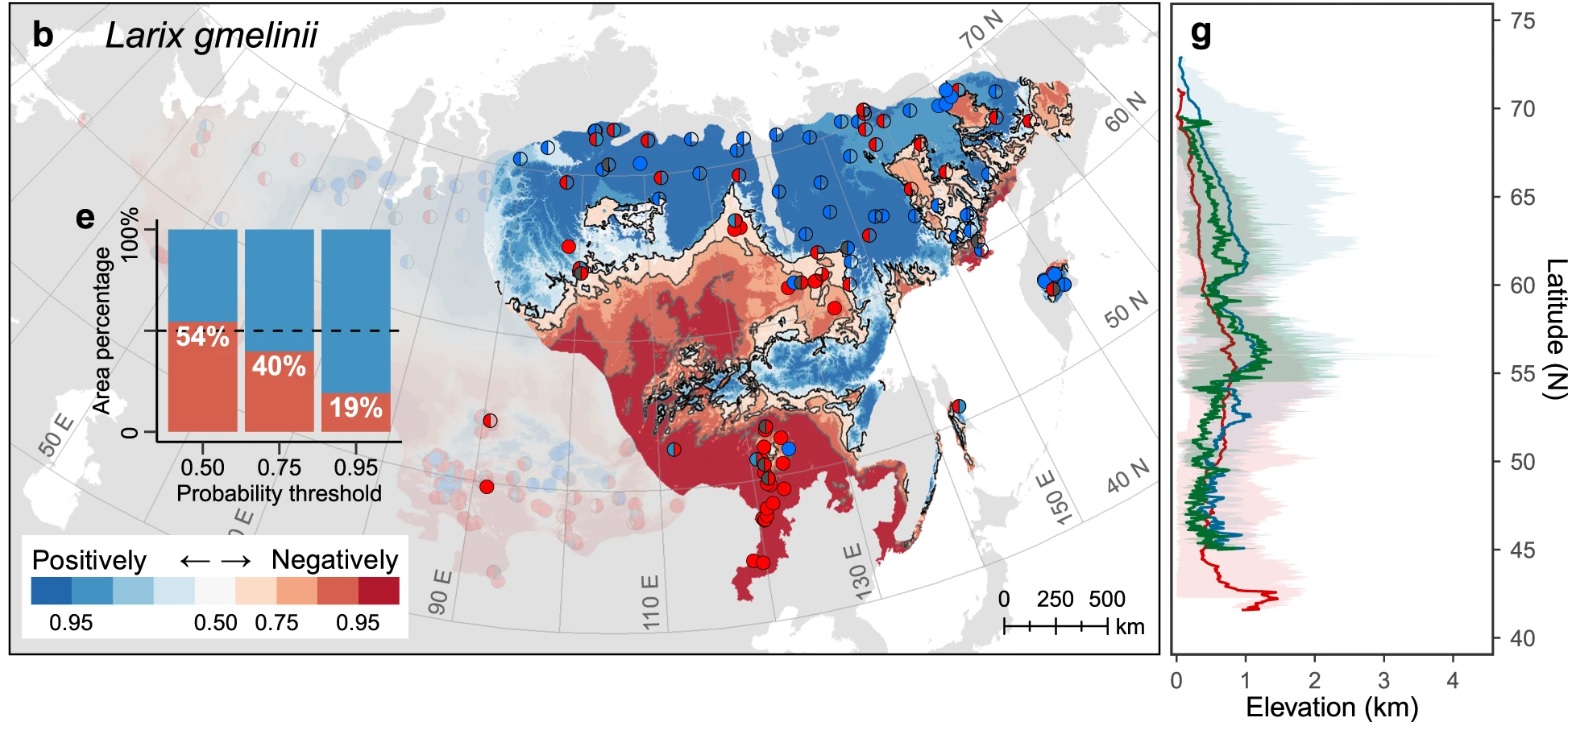 b Larix gmelinii
70 N
60 N
50 N
40 N
150 E
130 E
110 E
90 E
50 E
0 E
e
100%
0
Area percentage
54%
40%
19%
0.50 0.75 0.95
Probability threshold
Positively ← → Negatively
0.95 0.50 0.75 0.95
0 250 500
km
g
75
70
65
60
55
50
45
40
Latitude (N)
0 1 2 3 4
Elevation (km)